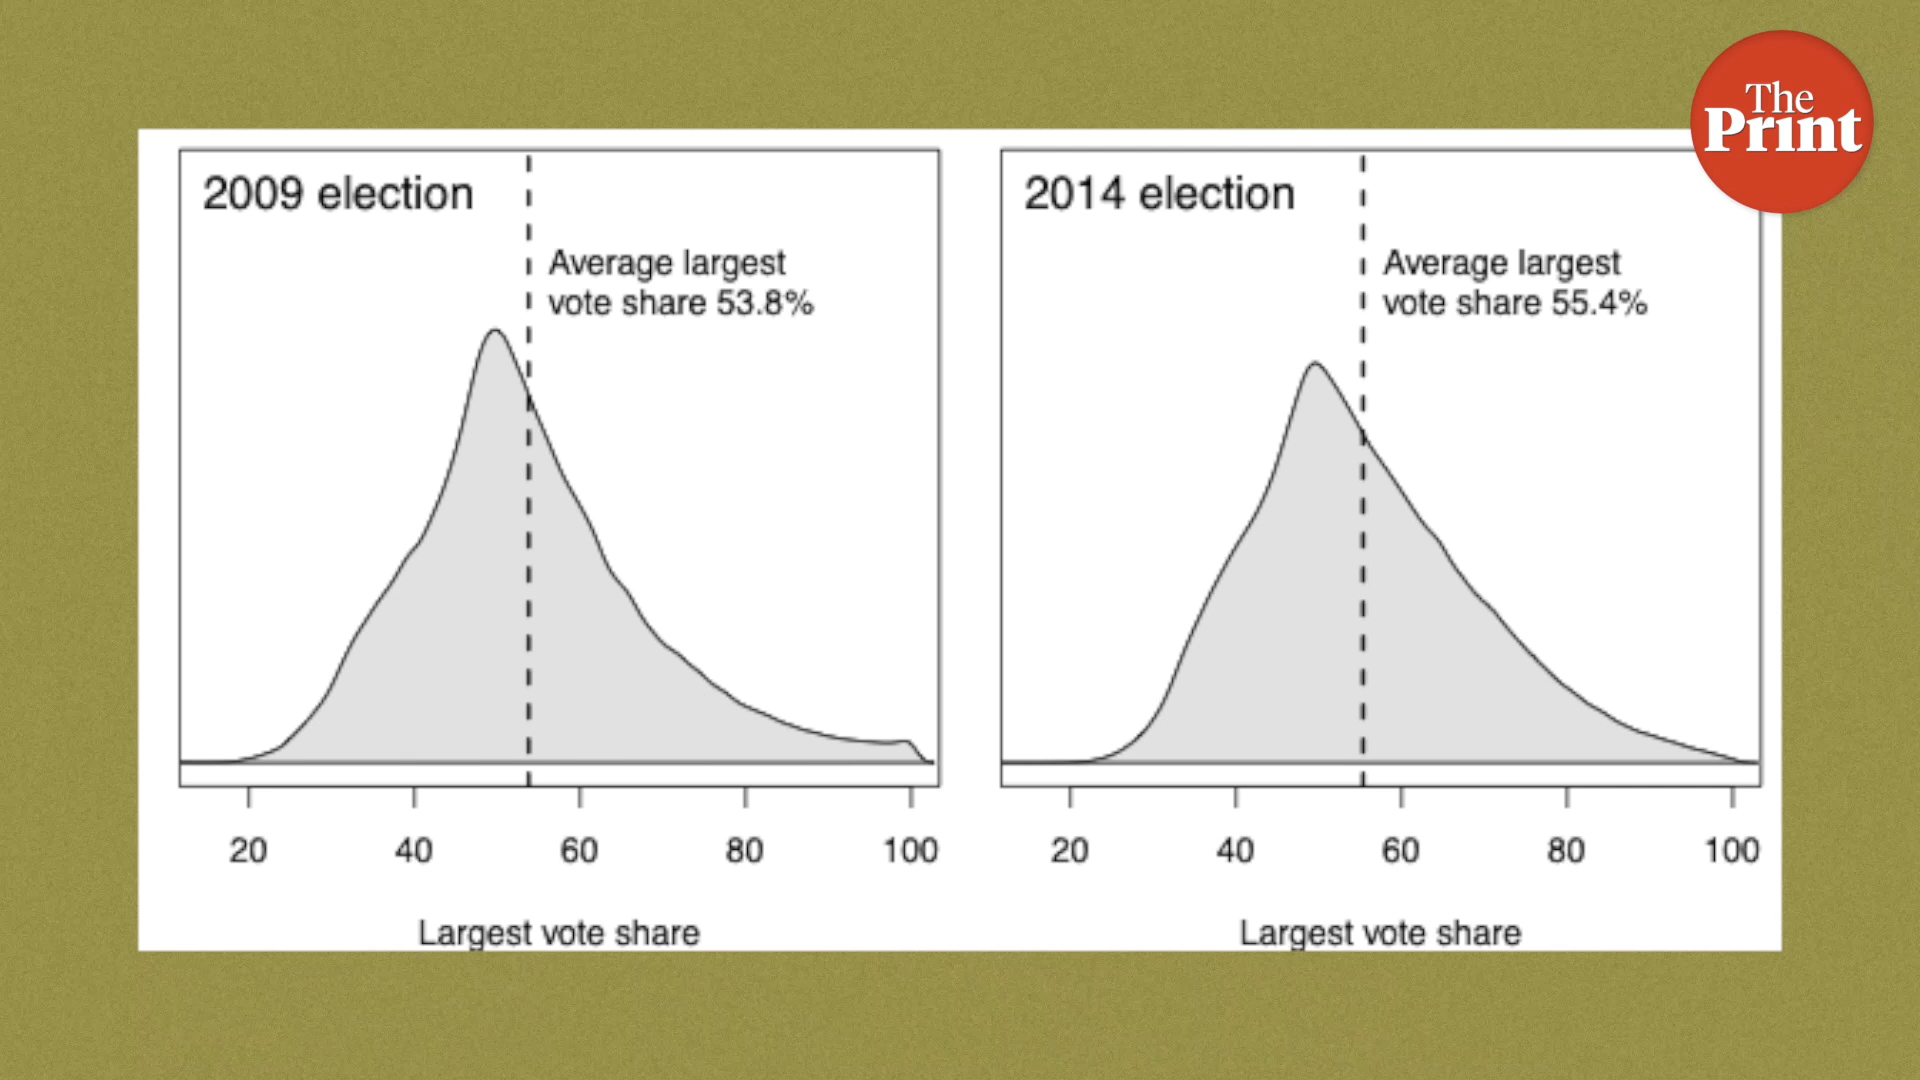 The
Print
2009 election
Average largest
vote share 53.8%
20 40 60 80 100
Largest vote share
2014 election
Average largest
vote share 55.4%
20 40 60 80 100
Largest vote share